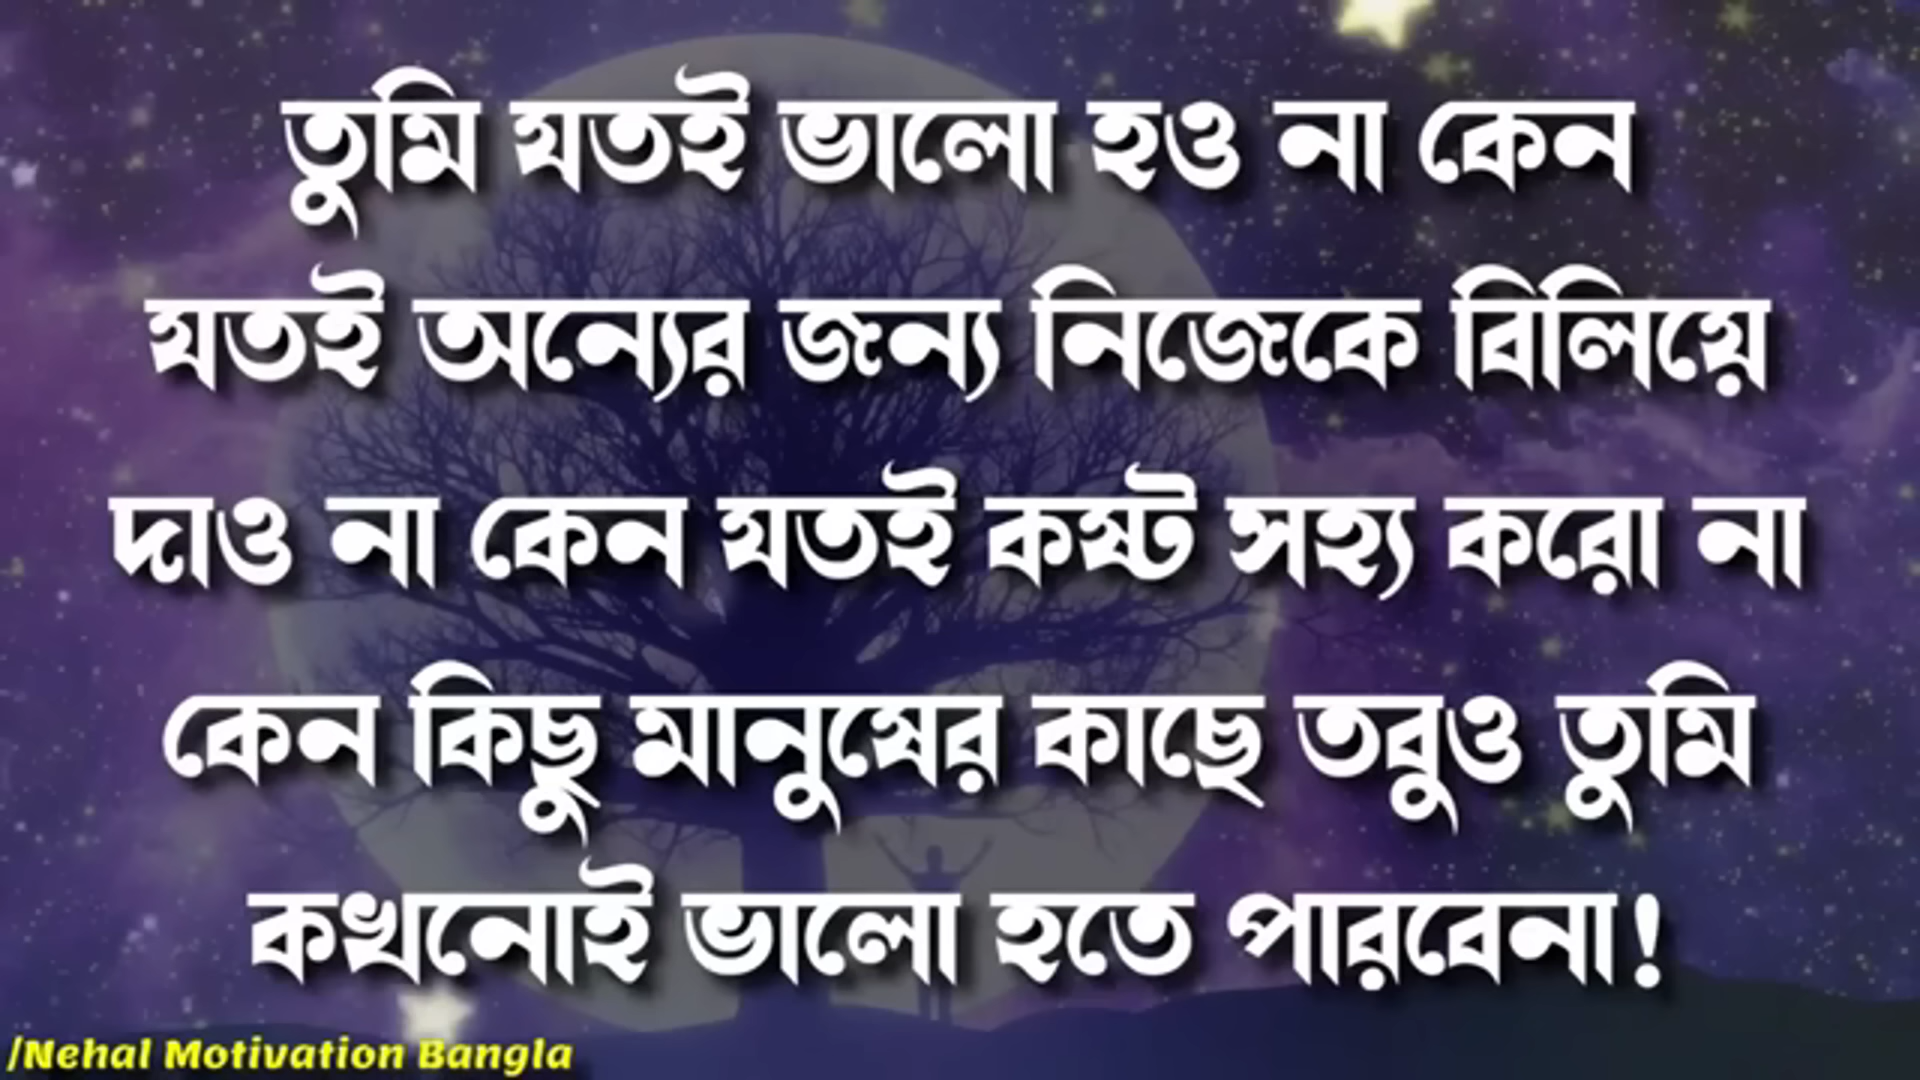 তুমি যতই ভালো হও না কেন
যতই অন্যের জন্য নিজেকে বিলিয়ে
দাও না কেন যতই কষ্ট সহ্য করো না
কেন কিছু মানুষের কাছে তবুও তুমি
কখনোই ভালো হতে পারবেনা!
/Nehal Motivation Bangla